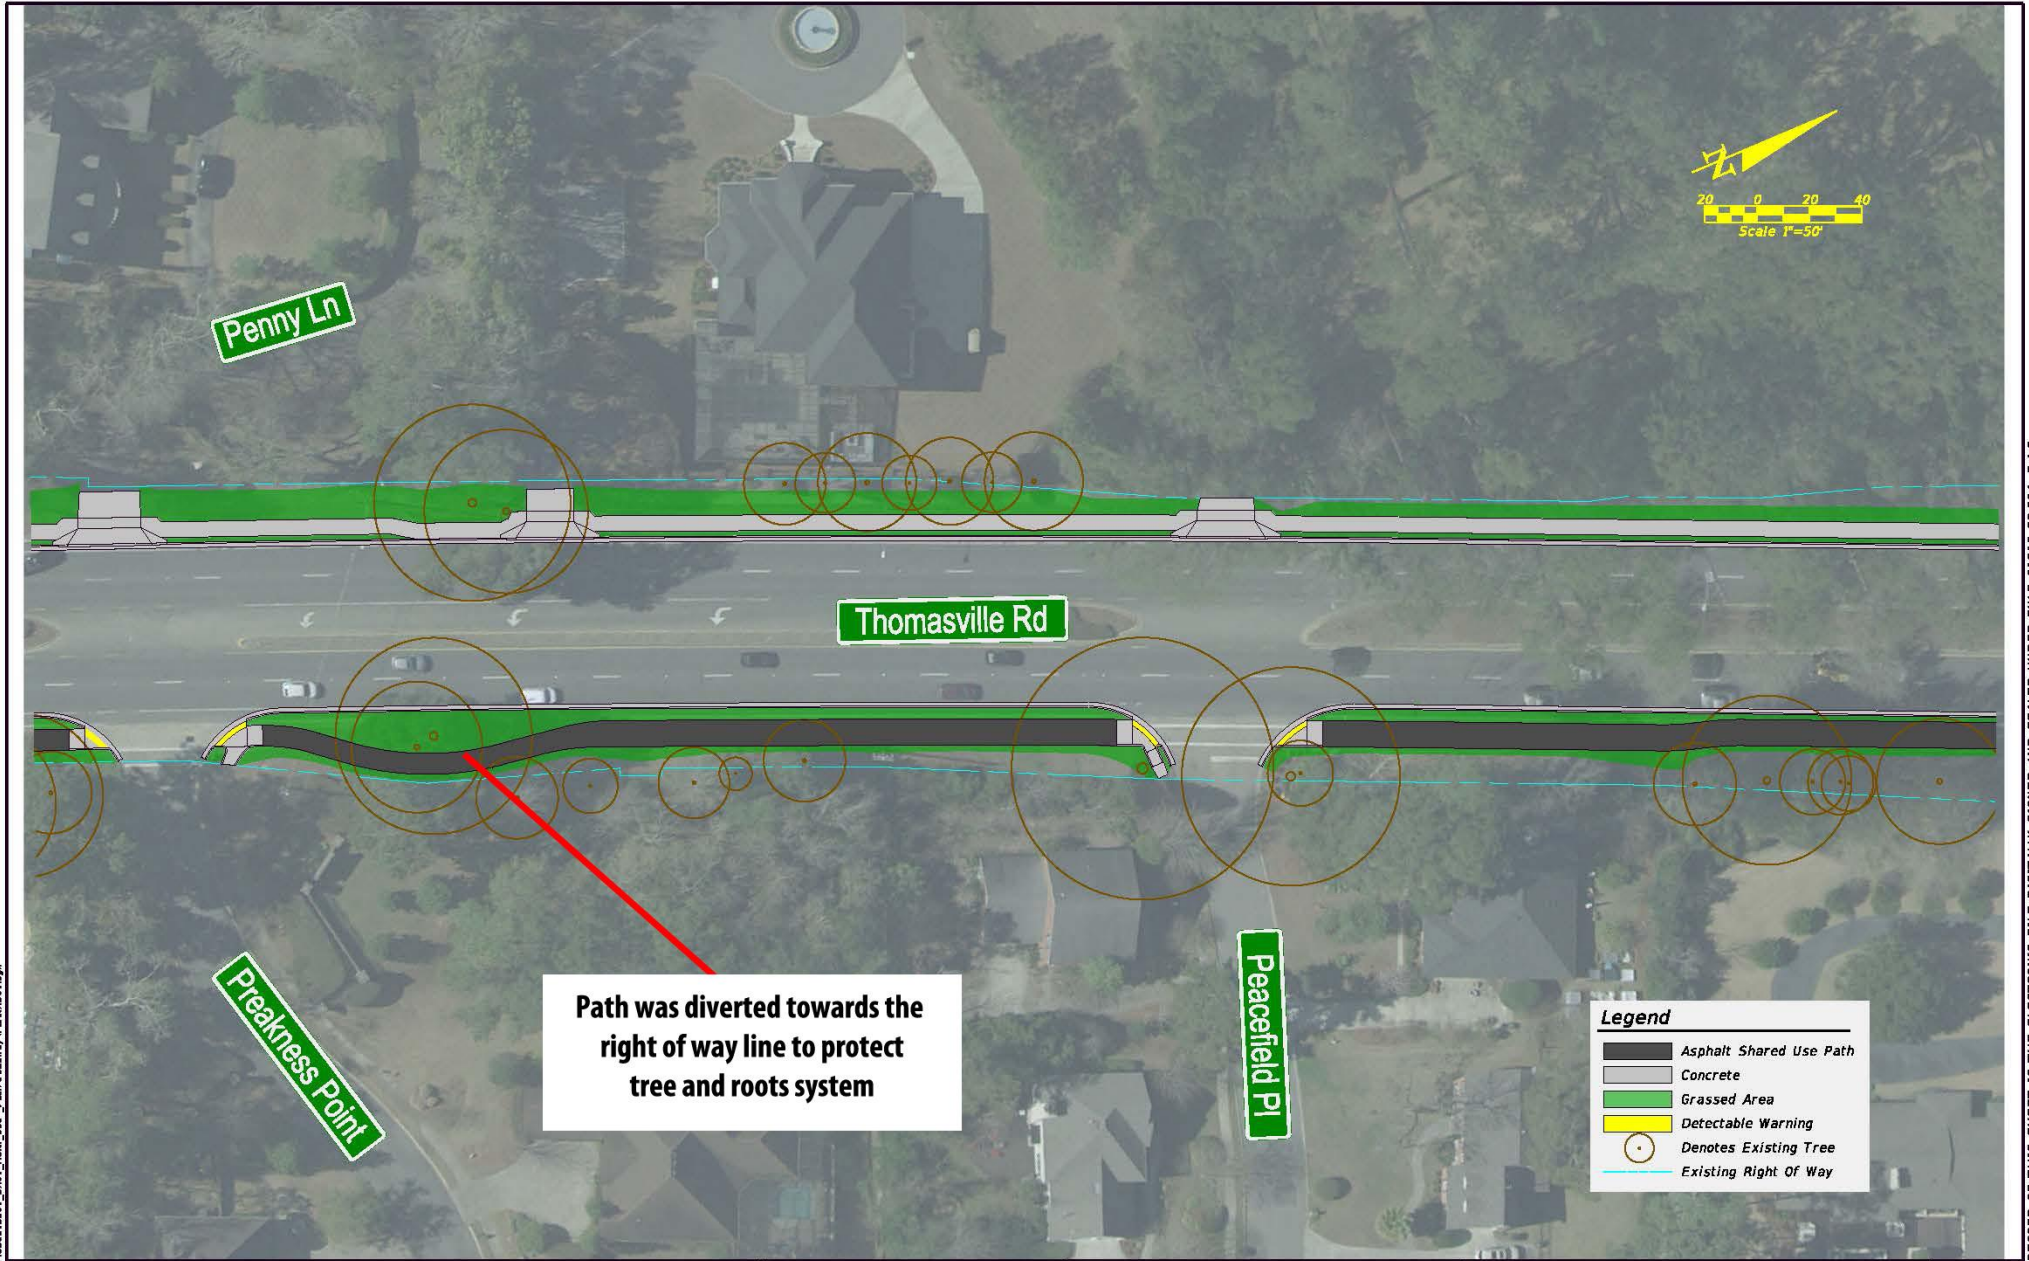 20 0 20 40
Scale 1"=50'
Penny Ln
Thomasville Rd
Preakness Point
Path was diverted towards the
right of way line to protect
tree and roots system
Peacefield Pl
Legend
Asphalt Shared Use Path
Concrete
Grassed Area
Detectable Warning
Denotes Existing Tree
Existing Right Of Way